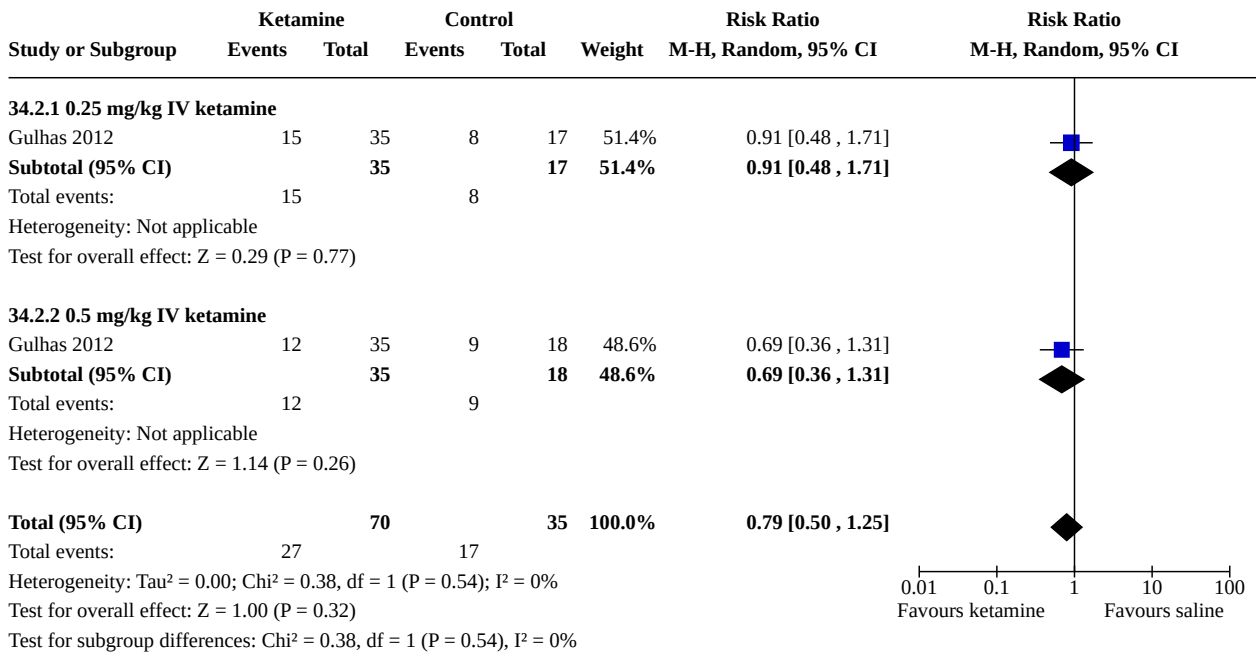 Ketamine Control Risk Ratio Risk Ratio
Study or Subgroup Events Total Events Total Weight M-H, Random, 95% CI M-H, Random, 95% CI
34.2.1 0.25 mg/kg IV ketamine
Gulhas 2012 15 35 8 17 51.4% 0.91 [0.48 , 1.71]
Subtotal (95% CI) 35 17 51.4% 0.91 [0.48 , 1.71]
Total events: 15 8
Heterogeneity: Not applicable
Test for overall effect: Z = 0.29 (P = 0.77)
34.2.2 0.5 mg/kg IV ketamine
Gulhas 2012 12 35 9 18 48.6% 0.69 [0.36 , 1.31]
Subtotal (95% CI) 35 18 48.6% 0.69 [0.36 , 1.31]
Total events: 12 9
Heterogeneity: Not applicable
Test for overall effect: Z = 1.14 (P = 0.26)
Total (95% CI) 70 35 100.0% 0.79 [0.50 , 1.25]
Total events: 27 17
Heterogeneity: Tau² = 0.00; Chi² = 0.38, df = 1 (P = 0.54); I² = 0%
0.01 0.1 1 10 100
Test for overall effect: Z = 1.00 (P = 0.32)
Favours ketamine Favours saline
Test for subgroup differences: Chi² = 0.38, df = 1 (P = 0.54), I² = 0%